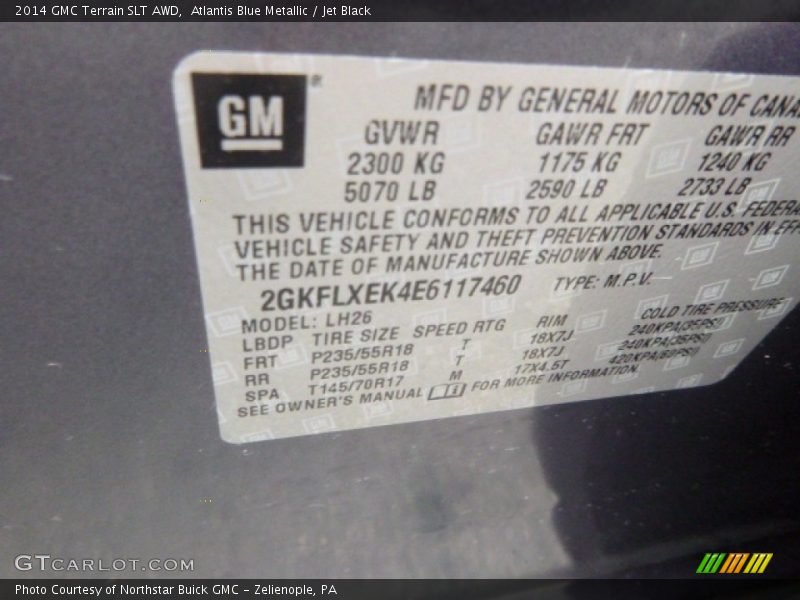 2014 GMC Terrain SLT AWD, Atlantis Blue Metallic / Jet Black
GM
MFD BY GENERAL MOTORS OF CANA
GVWR GAWR FRT GAWR RR
2300 KG 1175 KG 1240 KG
5070 LB 2590 LB 2733 LB
THIS VEHICLE CONFORMS TO ALL APPLICABLE U.S. FEDERA
VEHICLE SAFETY AND THEFT PREVENTION STANDARDS IN EFF
THE DATE OF MANUFACTURE SHOWN ABOVE.
2GKFLXEK4E6117460 TYPE: M.P.V.
MODEL: LH26
LBDP TIRE SIZE SPEED RTG RIM COLD TIRE PRESSURE
FRT P235/55R18 T 18X7J 240KPA(35PSI)
RR P235/55R18 T 18X7J 240KPA(35PSI)
SPA T145/70R17 M 17X4.5T 420KPA(60PSI)
SEE OWNER'S MANUAL FOR MORE INFORMATION.
GTCARLOT.COM
Photo Courtesy of Northstar Buick GMC - Zelienople, PA